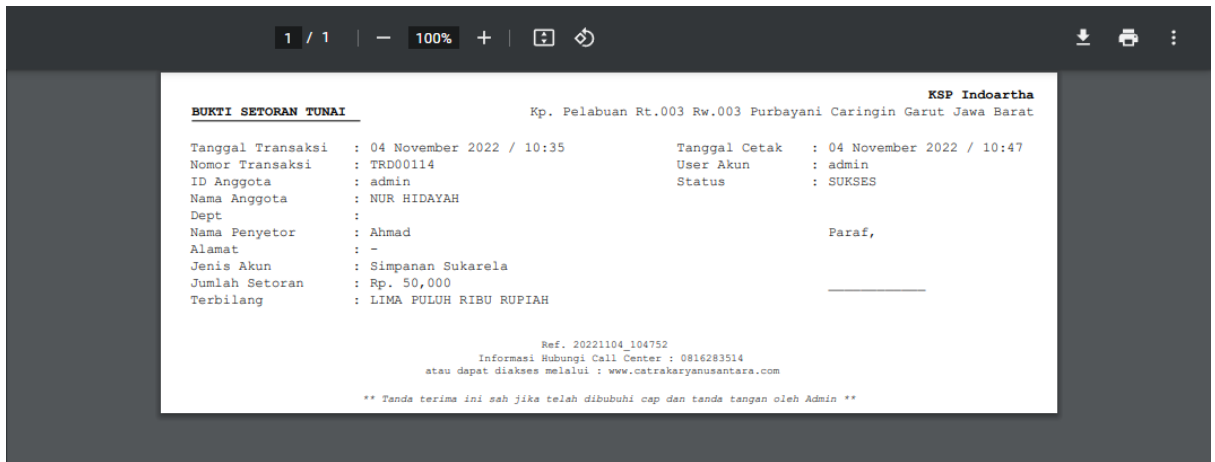 1 / 1 | — 100% + |
KSP Indoartha
BUKTI SETORAN TUNAI Kp. Pelabuan Rt.003 Rw.003 Purbayani Caringin Garut Jawa Barat
Tanggal Transaksi : 04 November 2022 / 10:35 Tanggal Cetak : 04 November 2022 / 10:47
Nomor Transaksi : TRD00114 User Akun : admin
ID Anggota : admin Status : SUKSES
Nama Anggota : NUR HIDAYAH
Dept :
Nama Penyetor : Ahmad Paraf,
Alamat : -
Jenis Akun : Simpanan Sukarela
Jumlah Setoran : Rp. 50,000
Terbilang : LIMA PULUH RIBU RUPIAH
Ref. 20221104_104752
Informasi Hubungi Call Center : 0816283514
atau dapat diakses melalui : www.catrakaryanusantara.com
** Tanda terima ini sah jika telah dibubuhi cap dan tanda tangan oleh Admin **